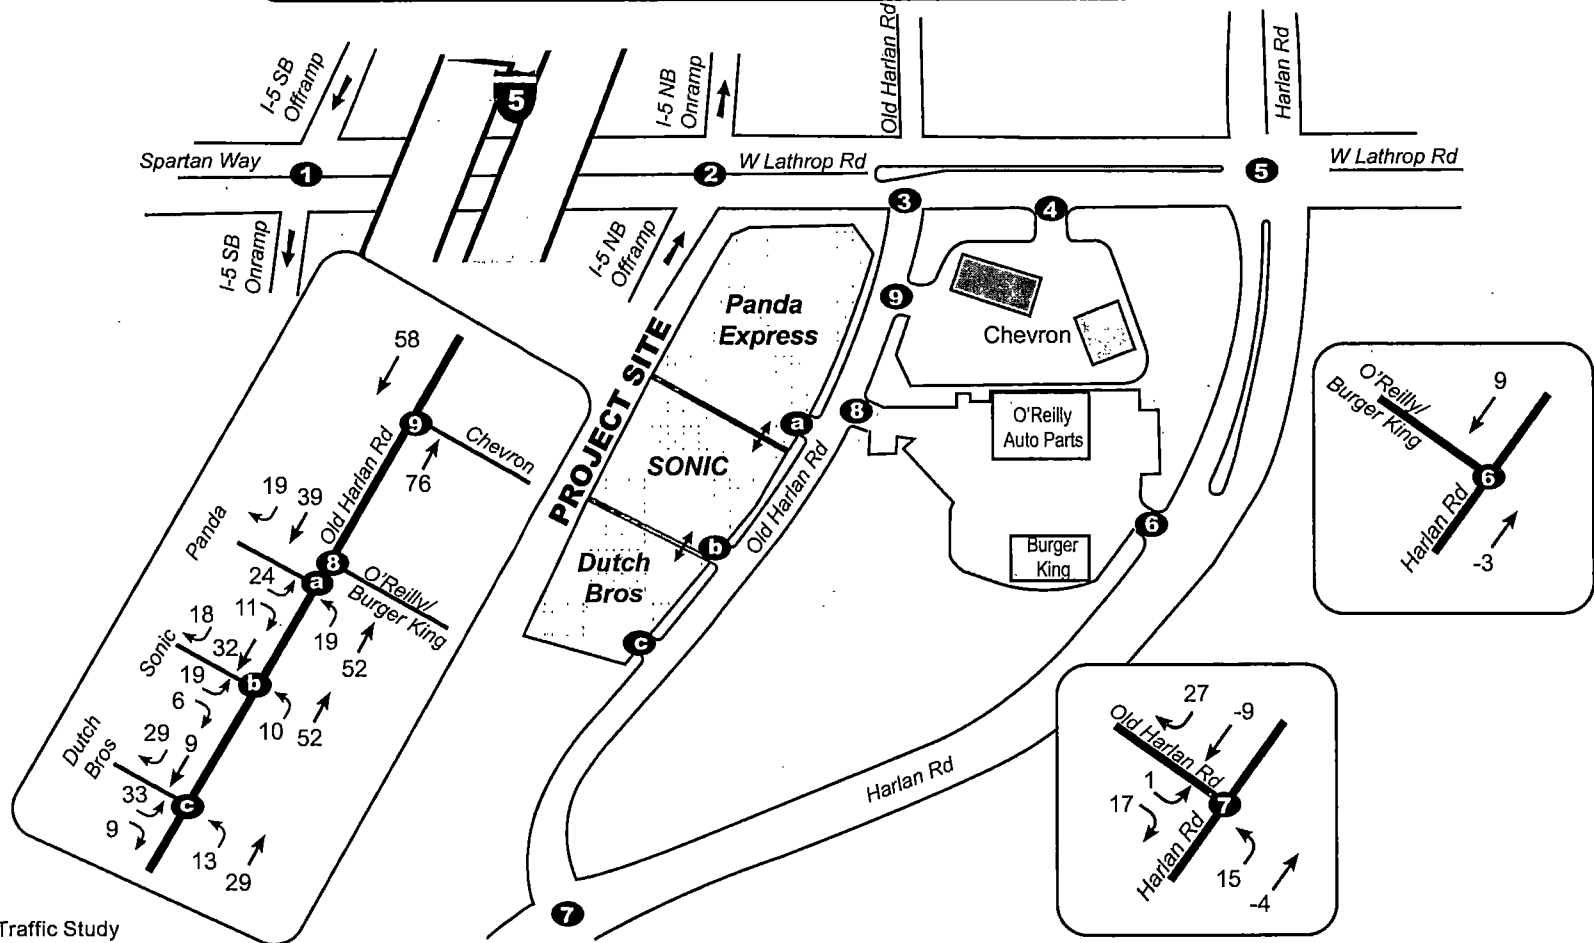 I-5 SB
Offramp
5
I-5 NB
Onramp
Old Harlan Rd
Harlan Rd
Spartan Way
1
2
W Lathrop Rd
5
W Lathrop Rd
3
4
I-5 SB
Onramp
I-5 NB
Offramp
PROJECT SITE
Panda
Express
9
Chevron
SONIC
a
8
O'Reilly
Auto Parts
Old Harlan Rd
b
6
Dutch
Bros
Burger
King
c
Harlan Rd
7
58
9
Chevron
Old Harlan Rd
76
19
39
Panda
8
a
O'Reilly/
Burger King
24
11
19
52
18
32
Sonic
19
b
6
10
52
Dutch
Bros
29
9
33
c
9
13
29
O'Reilly/
Burger King
9
6
Harlan Rd
-3
27
-9
Old Harlan Rd
1
17
7
Harlan Rd
15
-4
Traffic Study